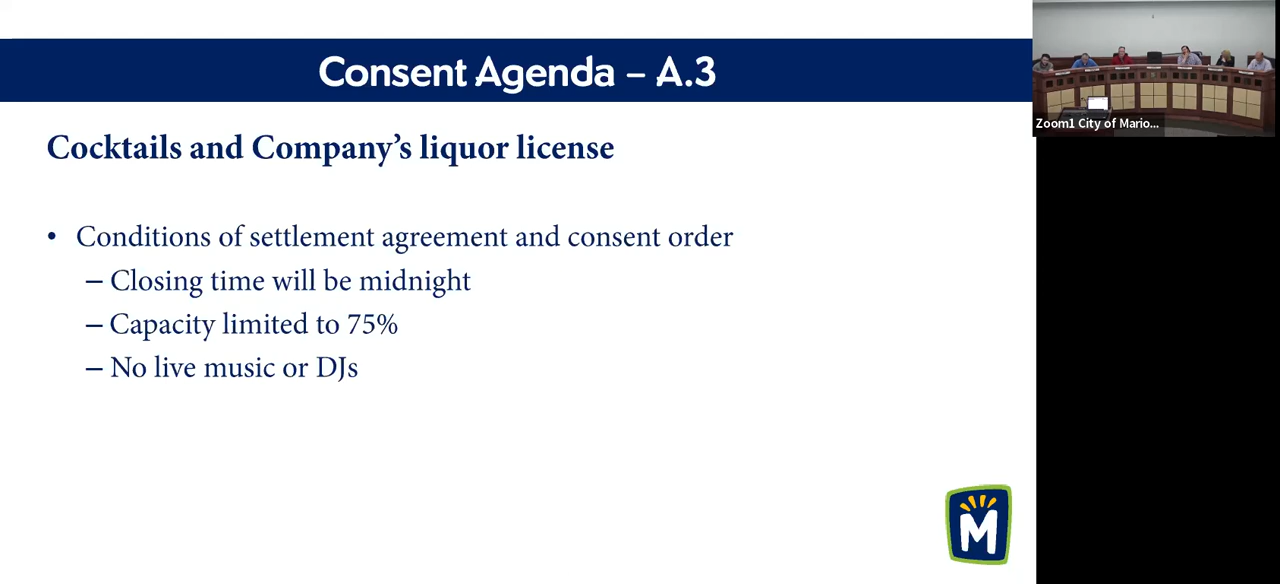 Consent Agenda – A.3
Cocktails and Company’s liquor license
• Conditions of settlement agreement and consent order
– Closing time will be midnight
– Capacity limited to 75%
– No live music or DJs
Zoom1 City of Mario...
M